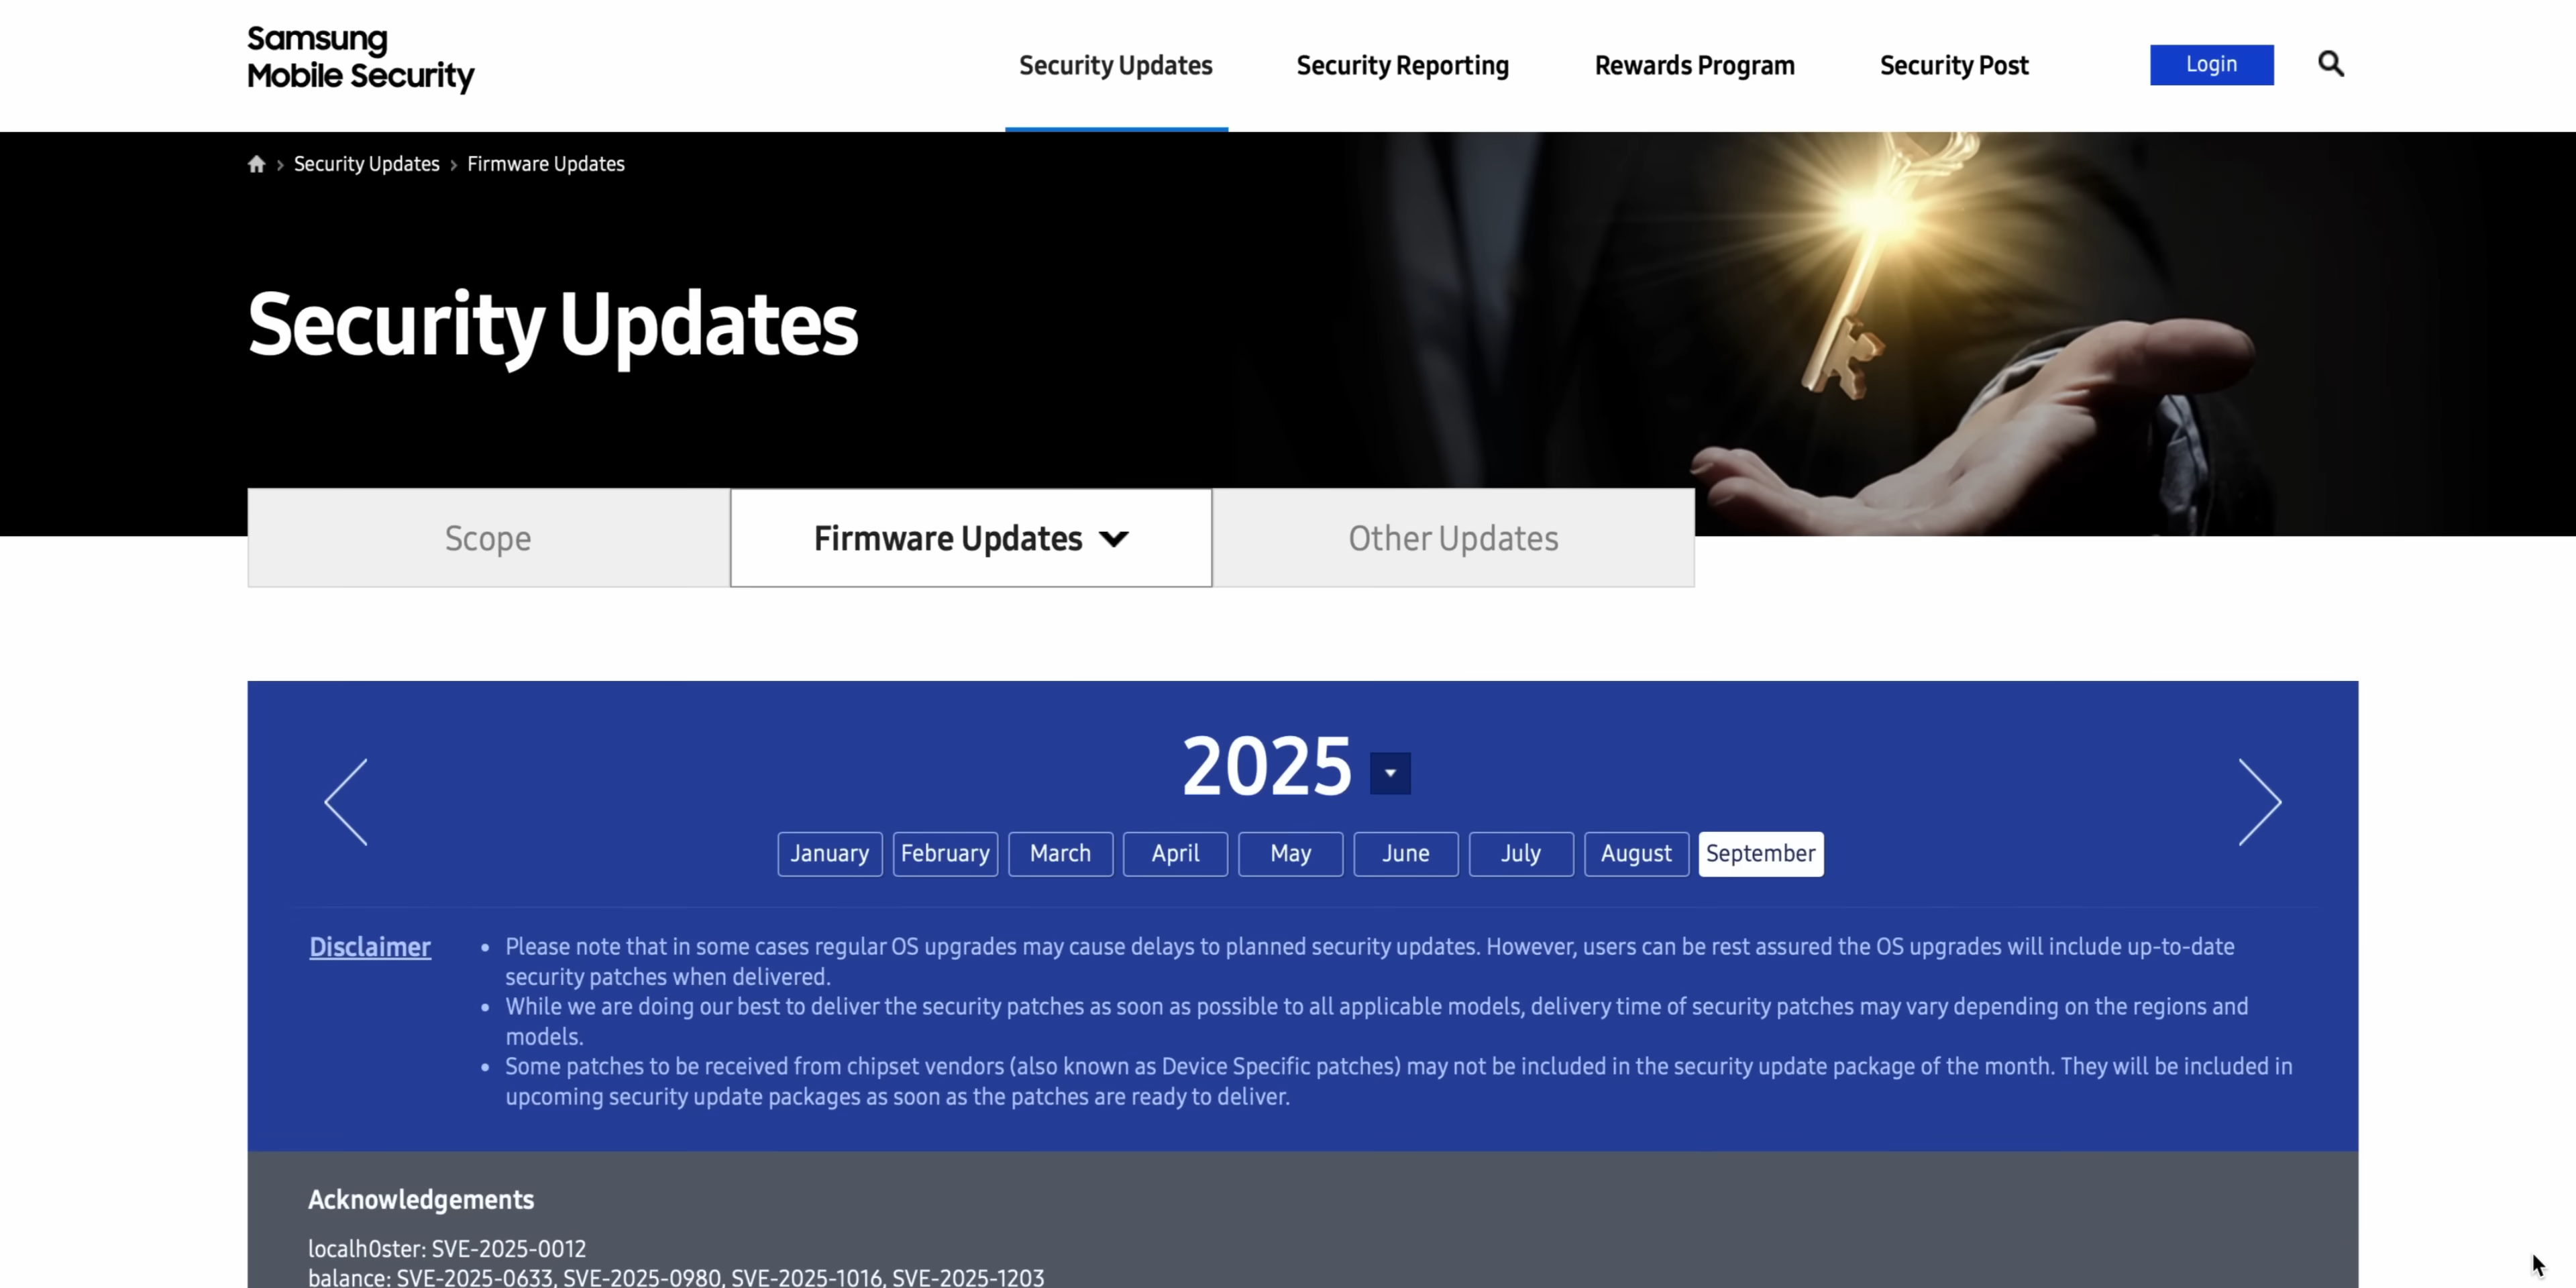 Samsung
Mobile Security
Security Updates
Security Reporting
Rewards Program
Security Post
Login
Security Updates
Firmware Updates
Security Updates
Scope
Firmware Updates
Other Updates
2025
January
February
March
April
May
June
July
August
September
Disclaimer
Please note that in some cases regular OS upgrades may cause delays to planned security updates. However, users can be rest assured the OS upgrades will include up-to-date
security patches when delivered.
While we are doing our best to deliver the security patches as soon as possible to all applicable models, delivery time of security patches may vary depending on the regions and
models.
Some patches to be received from chipset vendors (also known as Device Specific patches) may not be included in the security update package of the month. They will be included in
upcoming security update packages as soon as the patches are ready to deliver.
Acknowledgements
localh0ster: SVE-2025-0012
balance: SVE-2025-0633, SVE-2025-0980, SVE-2025-1016, SVE-2025-1203